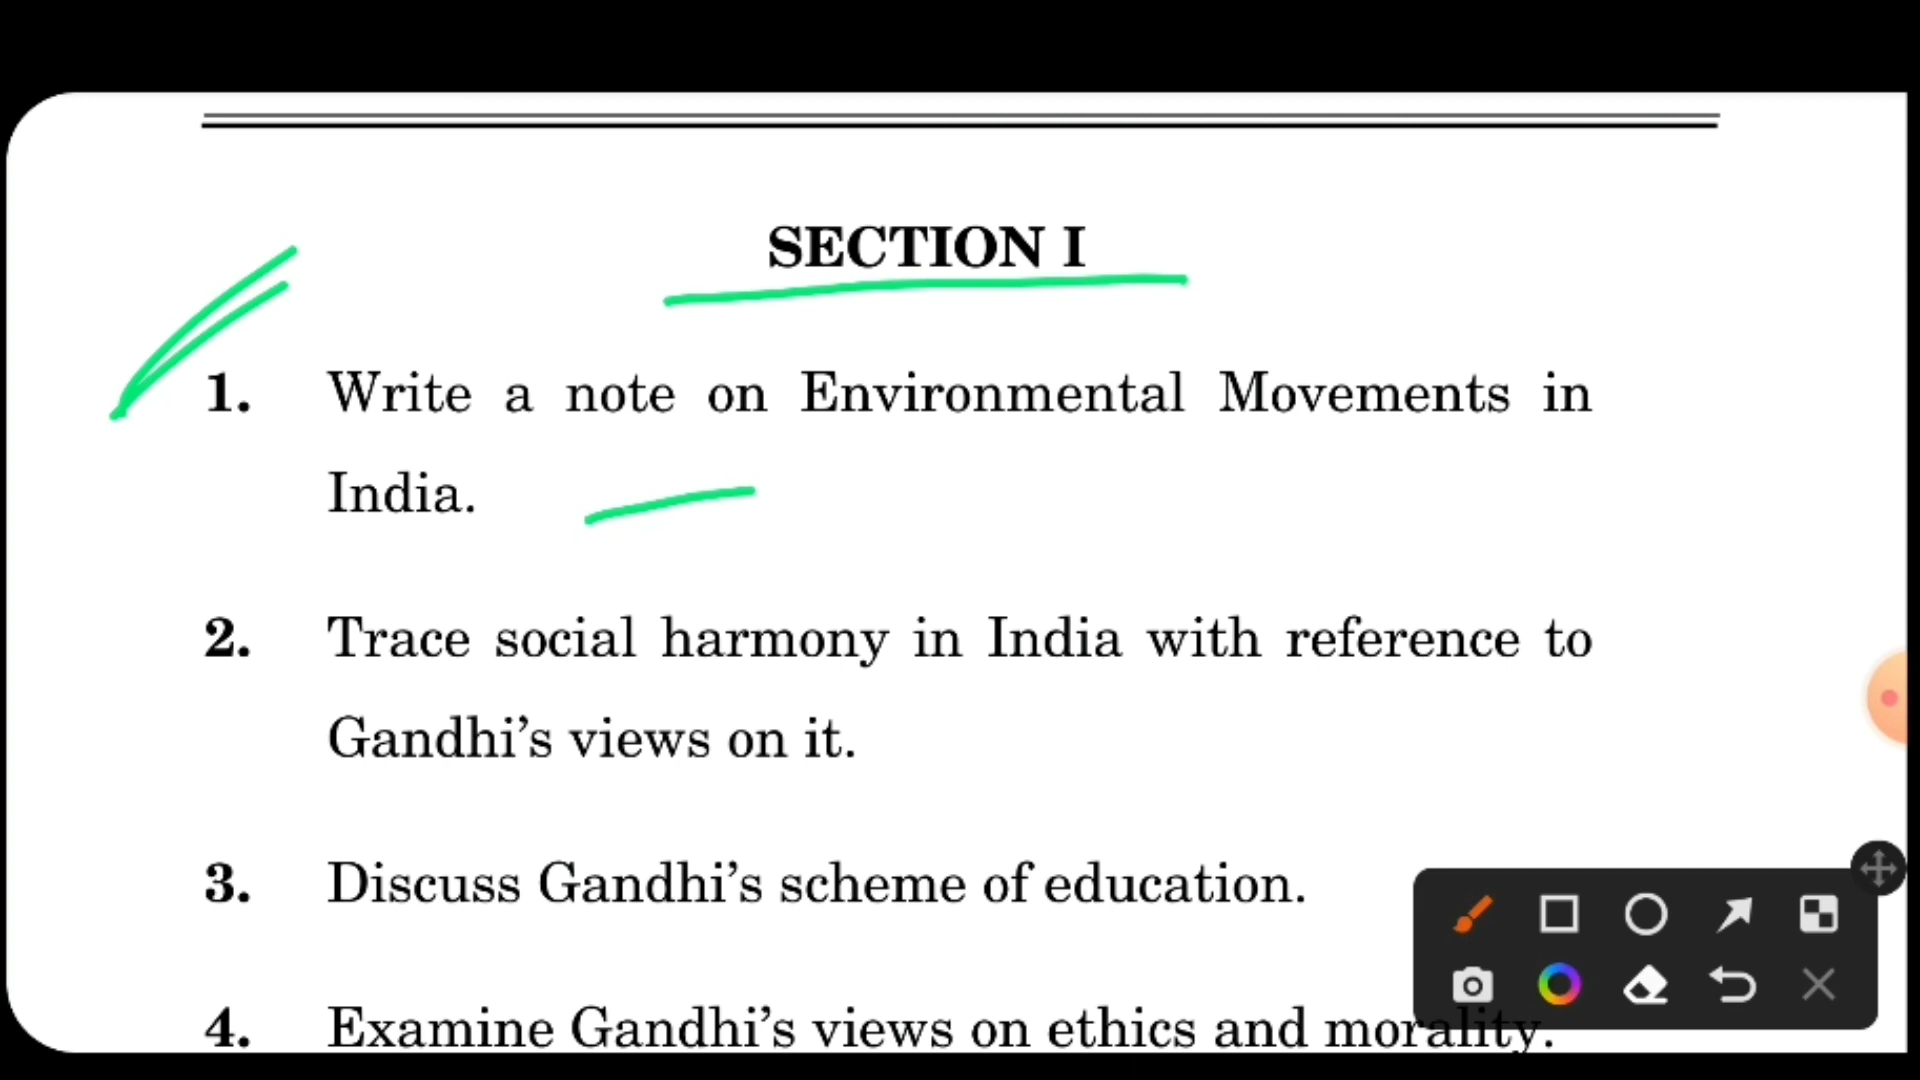 SECTION I
1. Write a note on Environmental Movements in
India.
2. Trace social harmony in India with reference to
Gandhi’s views on it.
3. Discuss Gandhi’s scheme of education.
4. Examine Gandhi’s views on ethics and morality.